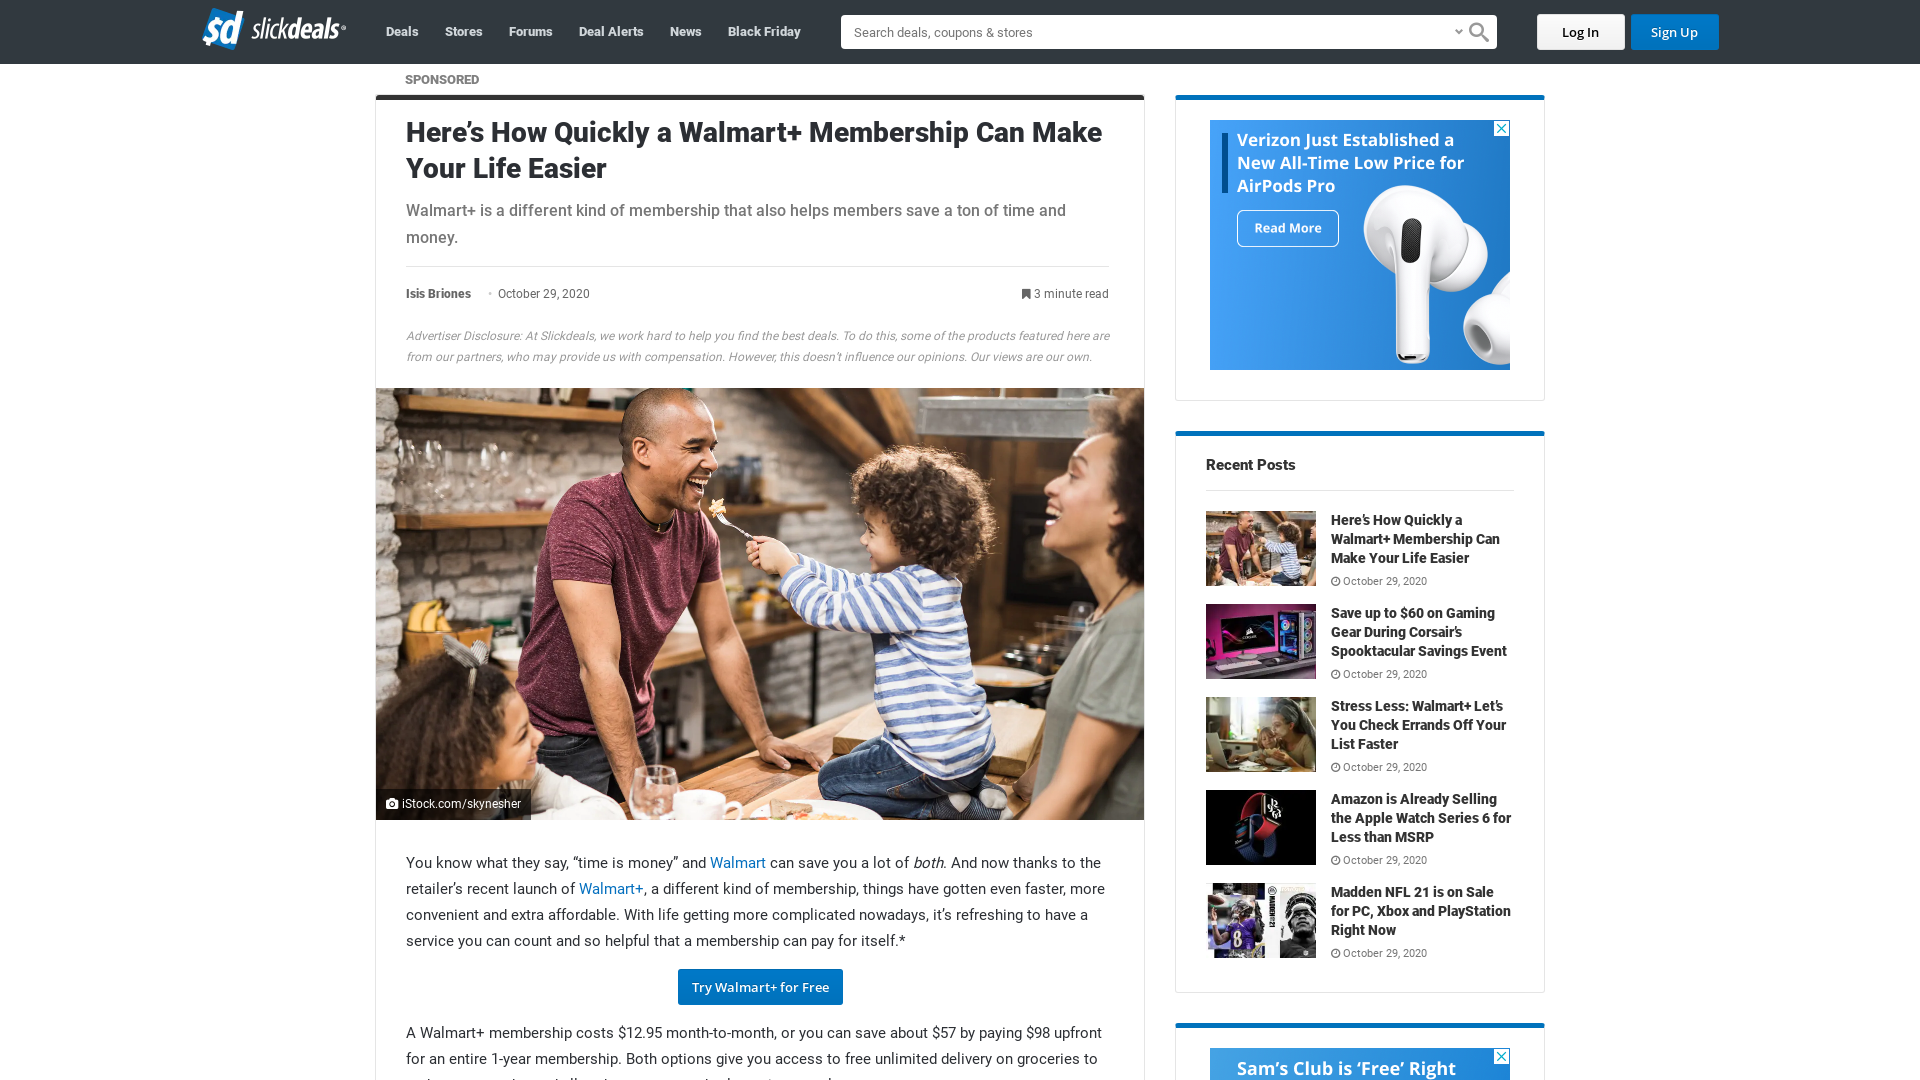 slickdeals
Deals
Stores
Forums
Deal Alerts
News
Black Friday
Search deals, coupons & stores
Log In
Sign Up
SPONSORED
Here’s How Quickly a Walmart+ Membership Can Make
Your Life Easier
Walmart+ is a different kind of membership that also helps members save a ton of time and
money.
Isis Briones
October 29, 2020
3 minute read
Advertiser Disclosure: At Slickdeals, we work hard to help you find the best deals. To do this, some of the products featured here are
from our partners, who may provide us with compensation. However, this doesn’t influence our opinions. Our views are our own.
iStock.com/skynesher
You know what they say, “time is money” and Walmart can save you a lot of both. And now thanks to the
retailer’s recent launch of Walmart+, a different kind of membership, things have gotten even faster, more
convenient and extra affordable. With life getting more complicated nowadays, it’s refreshing to have a
service you can count and so helpful that a membership can pay for itself.*
Try Walmart+ for Free
A Walmart+ membership costs $12.95 month-to-month, or you can save about $57 by paying $98 upfront
for an entire 1-year membership. Both options give you access to free unlimited delivery on groceries to
Verizon Just Established a
New All-Time Low Price for
AirPods Pro
Read More
Recent Posts
Here’s How Quickly a
Walmart+ Membership Can
Make Your Life Easier
October 29, 2020
Save up to $60 on Gaming
Gear During Corsair’s
Spooktacular Savings Event
October 29, 2020
Stress Less: Walmart+ Let’s
You Check Errands Off Your
List Faster
October 29, 2020
Amazon is Already Selling
the Apple Watch Series 6 for
Less than MSRP
October 29, 2020
Madden NFL 21 is on Sale
for PC, Xbox and PlayStation
Right Now
October 29, 2020
Sam’s Club is ‘Free’ Right